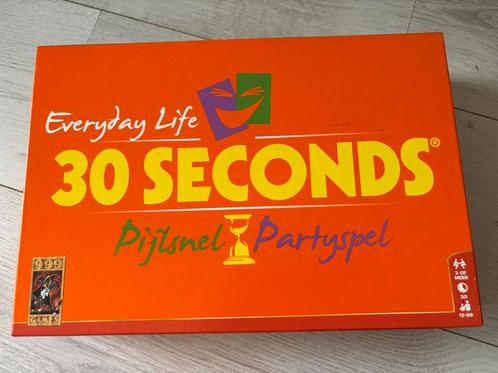 Everyday Life
30 SECONDS®
Pijlsnel Partyspel
999
GAMES
3 OF
MEER
30
12-99